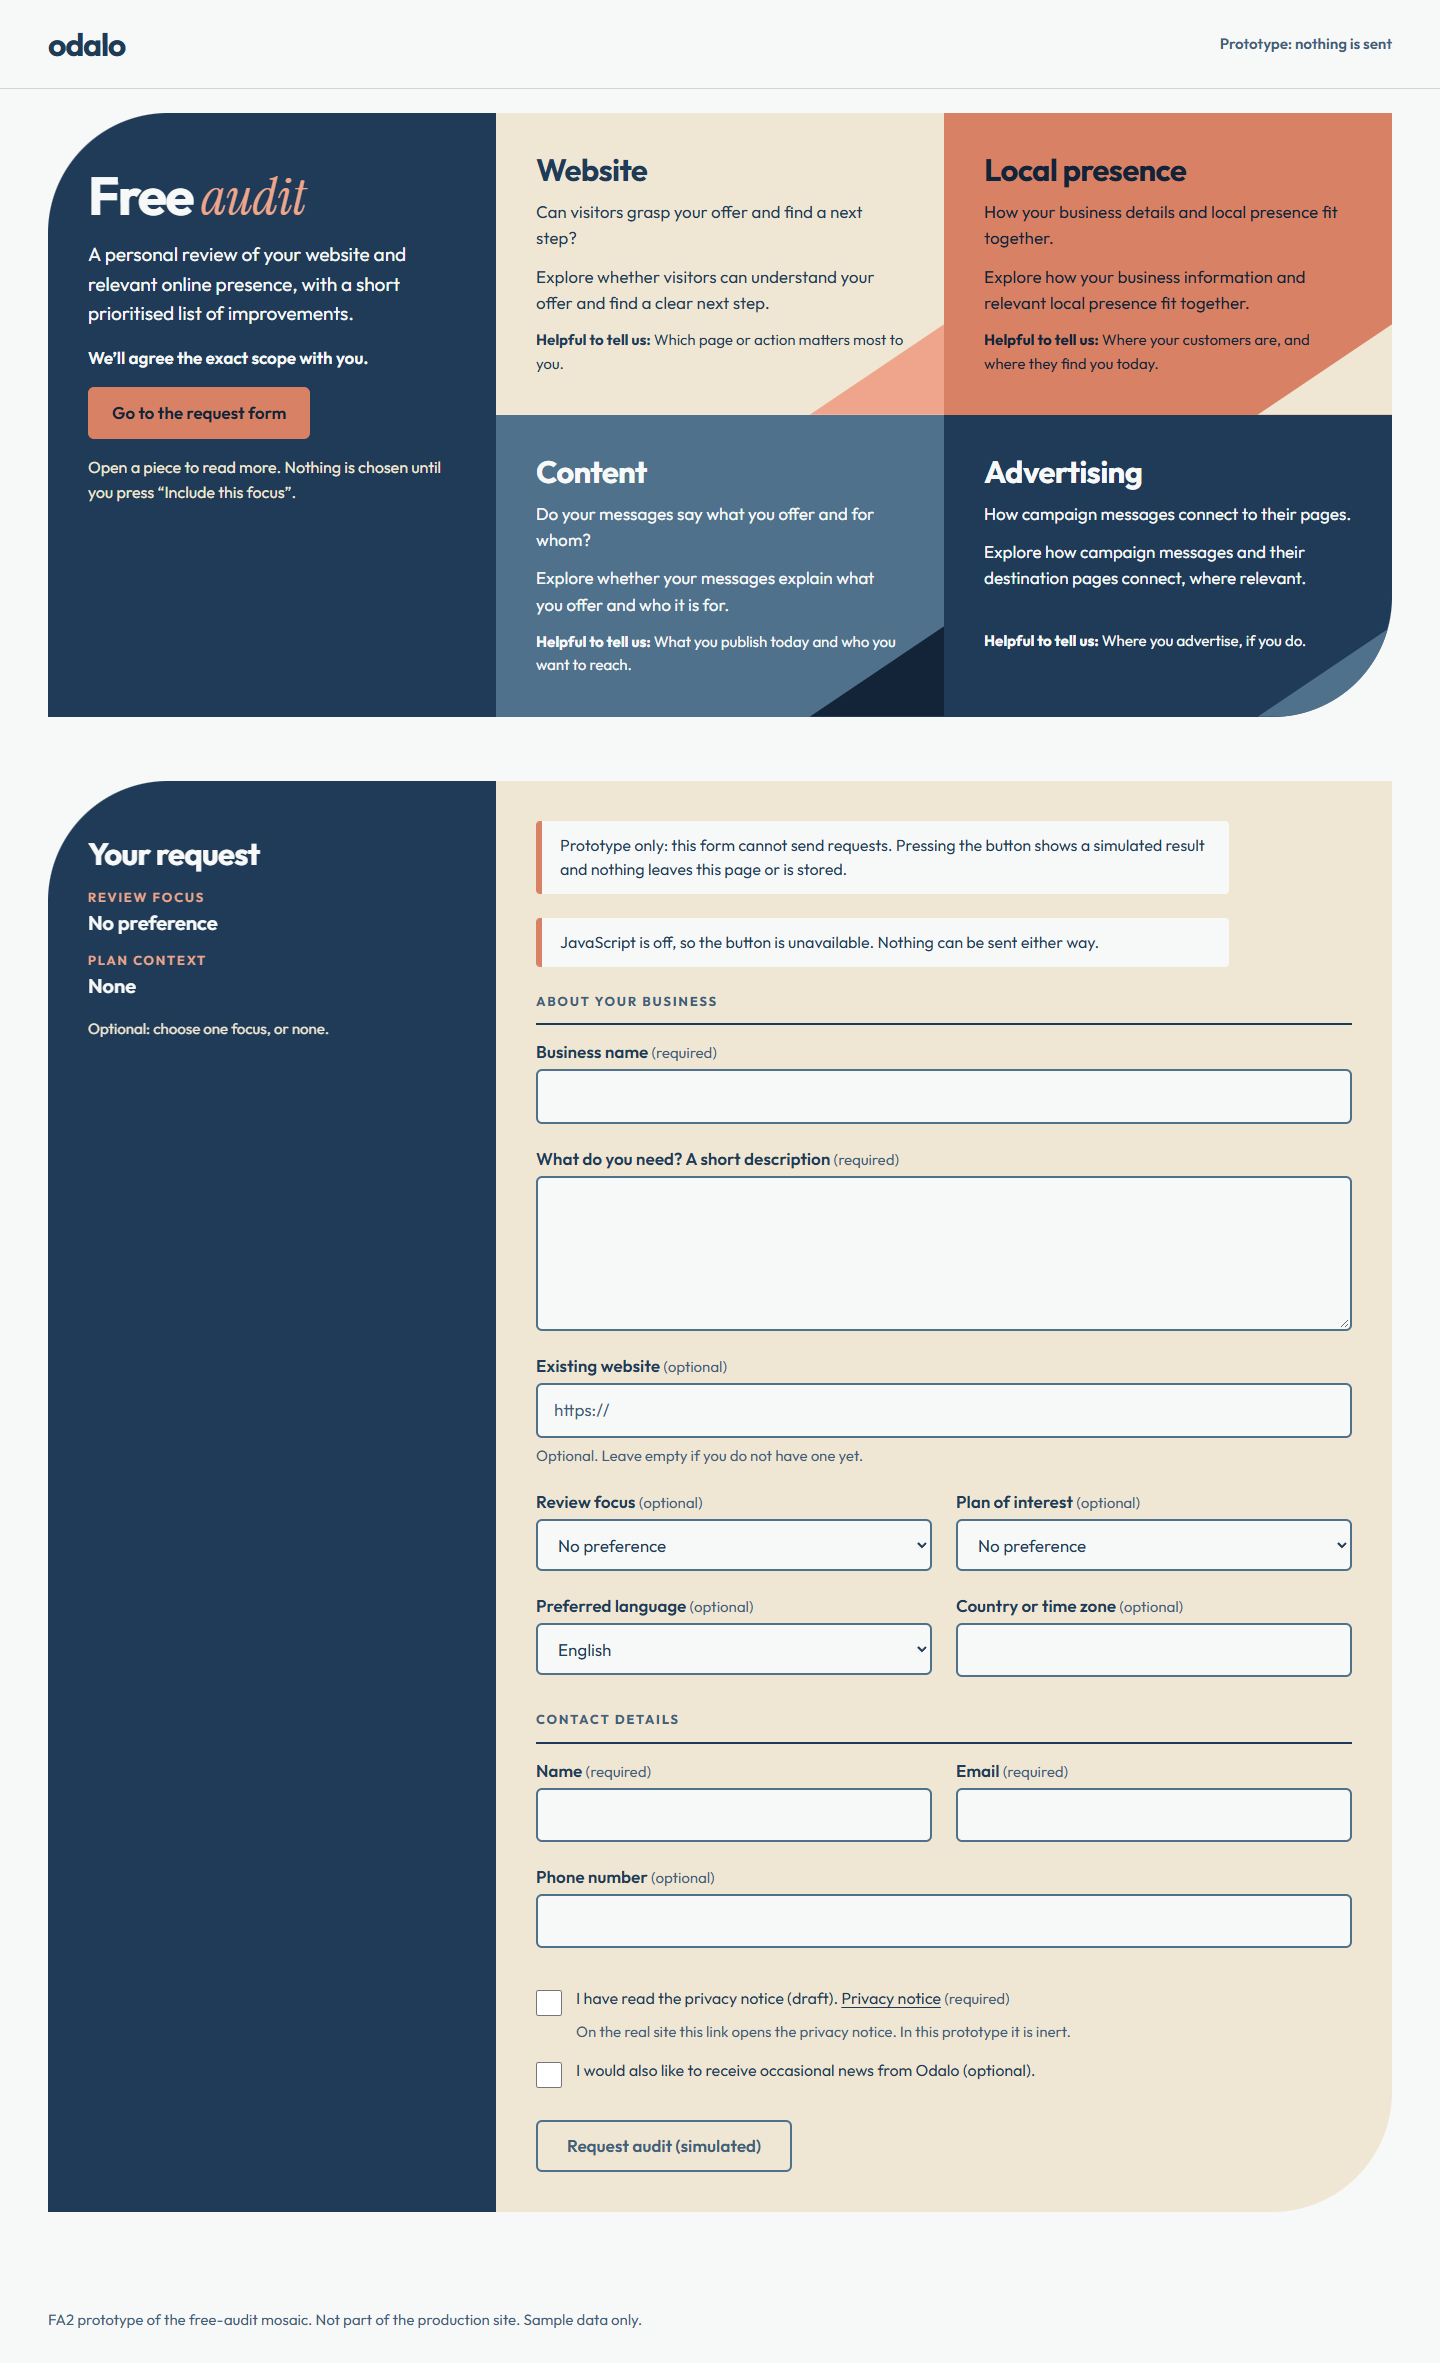 odalo
Prototype: nothing is sent
Free audit
A personal review of your website and
relevant online presence, with a short
prioritised list of improvements.
We’ll agree the exact scope with you.
Go to the request form
Open a piece to read more. Nothing is chosen until
you press “Include this focus”.
Website
Can visitors grasp your offer and find a next
step?
Explore whether visitors can understand your
offer and find a clear next step.
Helpful to tell us: Which page or action matters most to
you.
Local presence
How your business details and local presence fit
together.
Explore how your business information and
relevant local presence fit together.
Helpful to tell us: Where your customers are, and
where they find you today.
Content
Do your messages say what you offer and for
whom?
Explore whether your messages explain what
you offer and who it is for.
Helpful to tell us: What you publish today and who you
want to reach.
Advertising
How campaign messages connect to their pages.
Explore how campaign messages and their
destination pages connect, where relevant.
Helpful to tell us: Where you advertise, if you do.
Your request
REVIEW FOCUS
No preference
PLAN CONTEXT
None
Optional: choose one focus, or none.
Prototype only: this form cannot send requests. Pressing the button shows a simulated result
and nothing leaves this page or is stored.
JavaScript is off, so the button is unavailable. Nothing can be sent either way.
ABOUT YOUR BUSINESS
Business name (required)
What do you need? A short description (required)
Existing website (optional)
https://
Optional. Leave empty if you do not have one yet.
Review focus (optional)
Plan of interest (optional)
No preference
No preference
Preferred language (optional)
Country or time zone (optional)
English
CONTACT DETAILS
Name (required)
Email (required)
Phone number (optional)
I have read the privacy notice (draft). Privacy notice (required)
On the real site this link opens the privacy notice. In this prototype it is inert.
I would also like to receive occasional news from Odalo (optional).
Request audit (simulated)
FA2 prototype of the free-audit mosaic. Not part of the production site. Sample data only.